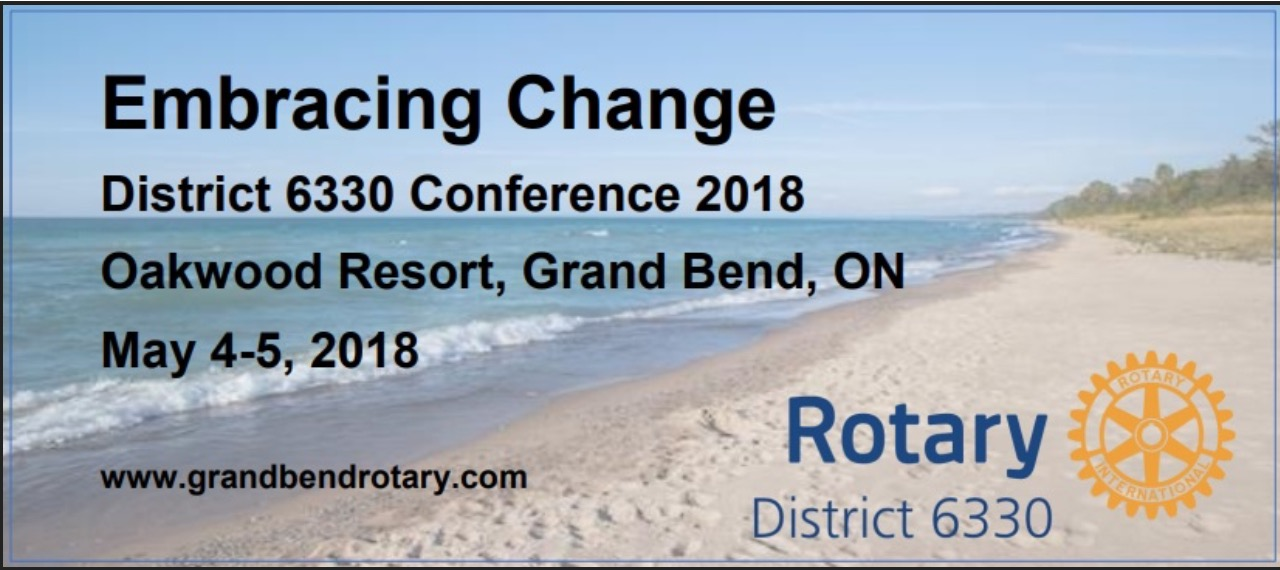 Embracing Change
District 6330 Conference 2018
Oakwood Resort, Grand Bend, ON
May 4-5, 2018
www.grandbendrotary.com
Rotary
ROTARY
INTERNATIONAL
District 6330